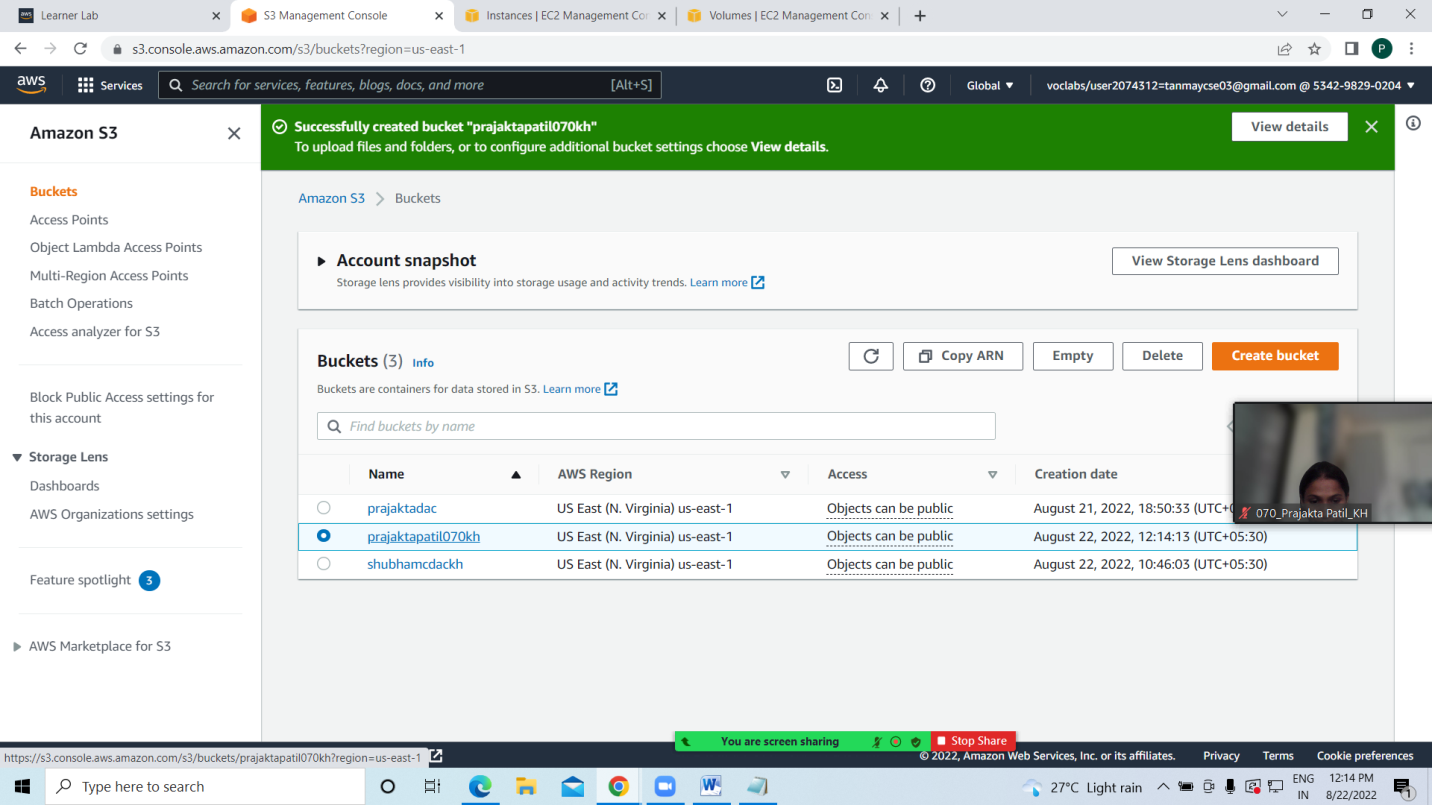 Learner Lab
S3 Management Console
Instances | EC2 Management Con
Volumes | EC2 Management Con
s3.console.aws.amazon.com/s3/buckets?region=us-east-1
P
aws
Services
Search for services, features, blogs, docs, and more
[Alt+S]
Global
voclabs/user2074312=tanmaycse03@gmail.com @ 5342-9829-0204
Amazon S3
Buckets
Access Points
Object Lambda Access Points
Multi-Region Access Points
Batch Operations
Access analyzer for S3
Block Public Access settings for
this account
Storage Lens
Dashboards
AWS Organizations settings
Feature spotlight 3
AWS Marketplace for S3
Successfully created bucket "prajaktapatil070kh"
To upload files and folders, or to configure additional bucket settings choose View details.
View details
Amazon S3 > Buckets
Account snapshot
Storage lens provides visibility into storage usage and activity trends. Learn more
View Storage Lens dashboard
Buckets (3) Info
Buckets are containers for data stored in S3. Learn more
Copy ARN
Empty
Delete
Create bucket
Find buckets by name
Name AWS Region Access Creation date
prajaktadac US East (N. Virginia) us-east-1 Objects can be public August 21, 2022, 18:50:33 (UTC+
prajaktapatil070kh US East (N. Virginia) us-east-1 Objects can be public August 22, 2022, 12:14:13 (UTC+05:30)
shubhamcdackh US East (N. Virginia) us-east-1 Objects can be public August 22, 2022, 10:46:03 (UTC+05:30)
070_Prajakta Patil_KH
You are screen sharing
Stop Share
https://s3.console.aws.amazon.com/s3/buckets/prajaktapatil070kh?region=us-east-1
© 2022, Amazon Web Services, Inc. or its affiliates.
Privacy
Terms
Cookie preferences
Type here to search
27°C Light rain
ENG
IN
12:14 PM
8/22/2022
1